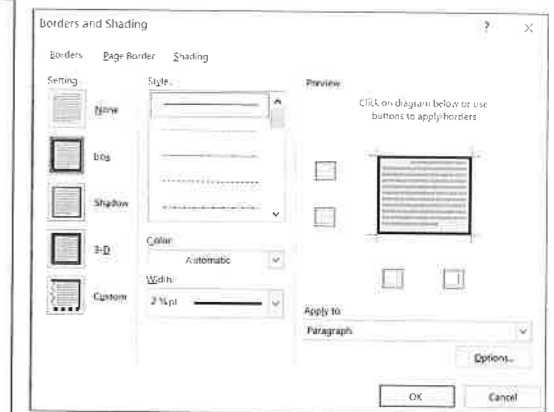 Borders and Shading ? ×
Borders Page Border Shading
Setting:
None
Box
Shadow
3-D
Custom
Style:
Color:
Automatic
Width:
2 ¼ pt
Preview
Click on diagram below or use
buttons to apply borders
Apply to:
Paragraph
Options...
OK Cancel